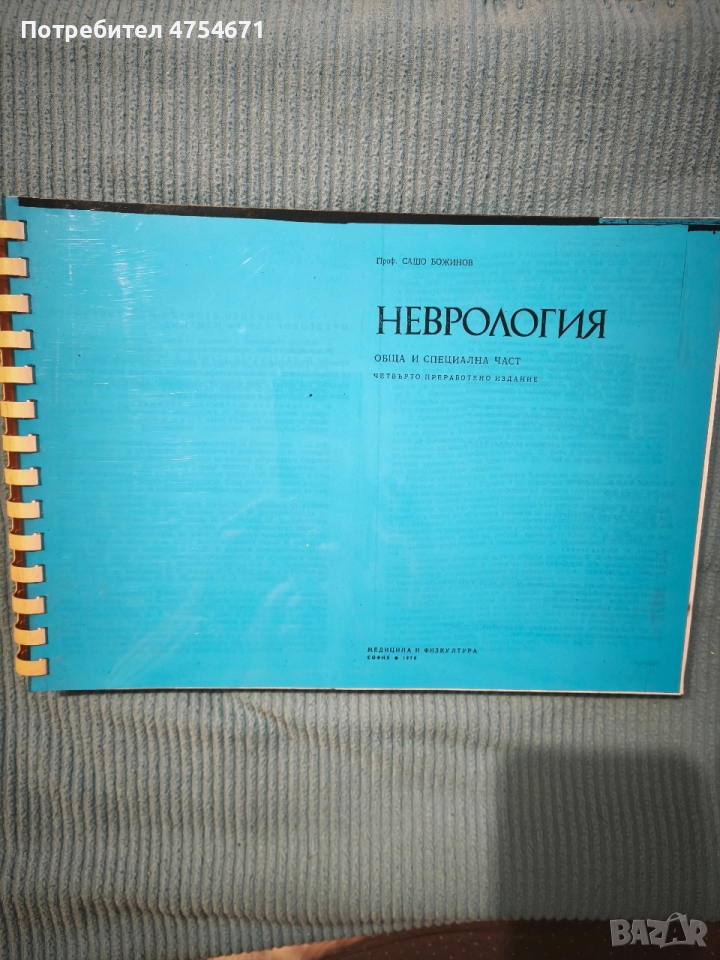 Потребител 4754671
Проф. САШО БОЖИНОВ
НЕВРОЛОГИЯ
ОБЩА И СПЕЦИАЛНА ЧАСТ
ЧЕТВЪРТО ПРЕРАБОТЕНО ИЗДАНИЕ
МЕДИЦИНА И ФИЗКУЛТУРА
СОФИЯ
BAZAR